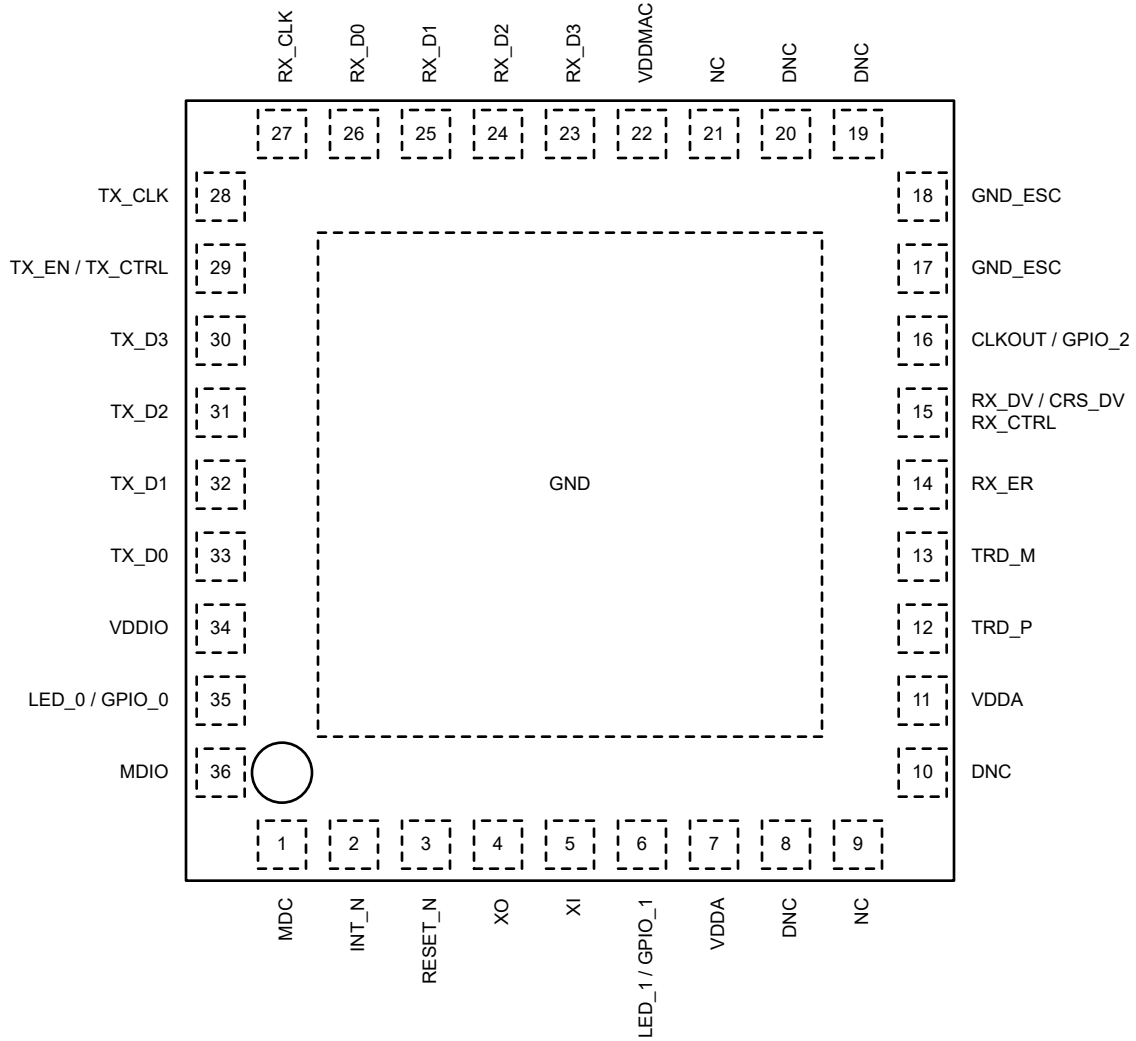 RX_CLK
RX_D0
RX_D1
RX_D2
RX_D3
VDDMAC
NC
DNC
DNC
27
26
25
24
23
22
21
20
19
TX_CLK
28
18
GND_ESC
TX_EN / TX_CTRL
29
17
GND_ESC
TX_D3
30
16
CLKOUT / GPIO_2
TX_D2
31
15
RX_DV / CRS_DV
RX_CTRL
TX_D1
32
GND
14
RX_ER
TX_D0
33
13
TRD_M
VDDIO
34
12
TRD_P
LED_0 / GPIO_0
35
11
VDDA
MDIO
36
10
DNC
1
2
3
4
5
6
7
8
9
MDC
INT_N
RESET_N
XO
XI
LED_1 / GPIO_1
VDDA
DNC
NC